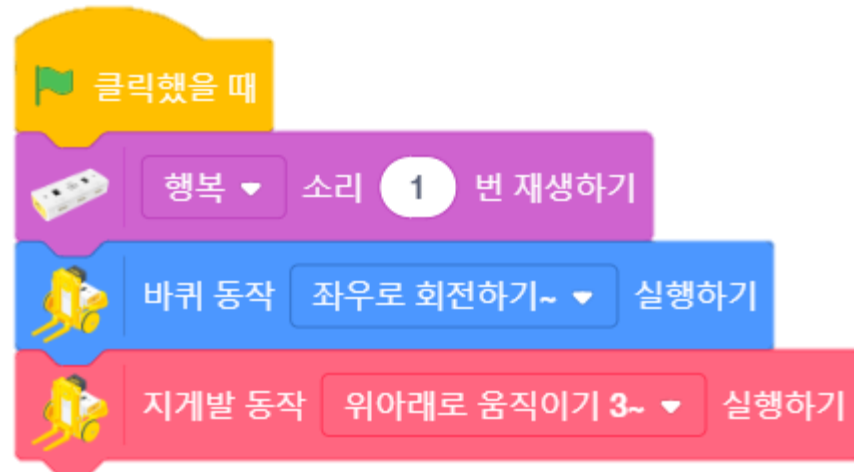 클릭했을 때
행복 소리 1 번 재생하기
바퀴 동작 좌우로 회전하기~ 실행하기
지게발 동작 위아래로 움직이기 3~ 실행하기